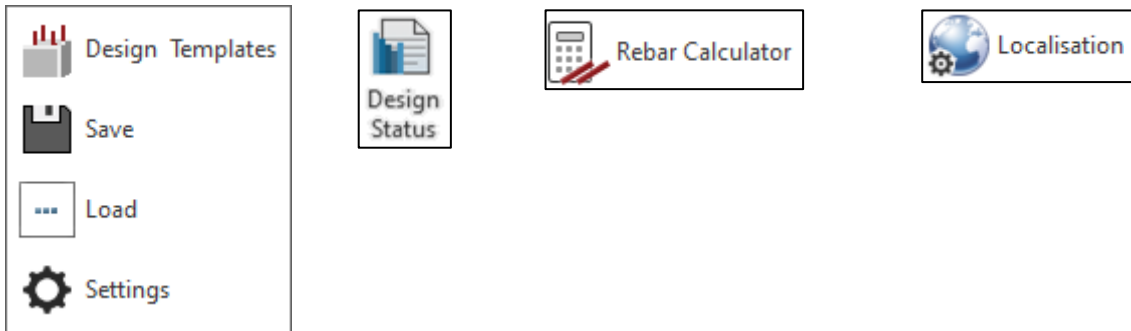 Design Templates
Save
Load
Settings
Design
Status
Rebar Calculator
Localisation